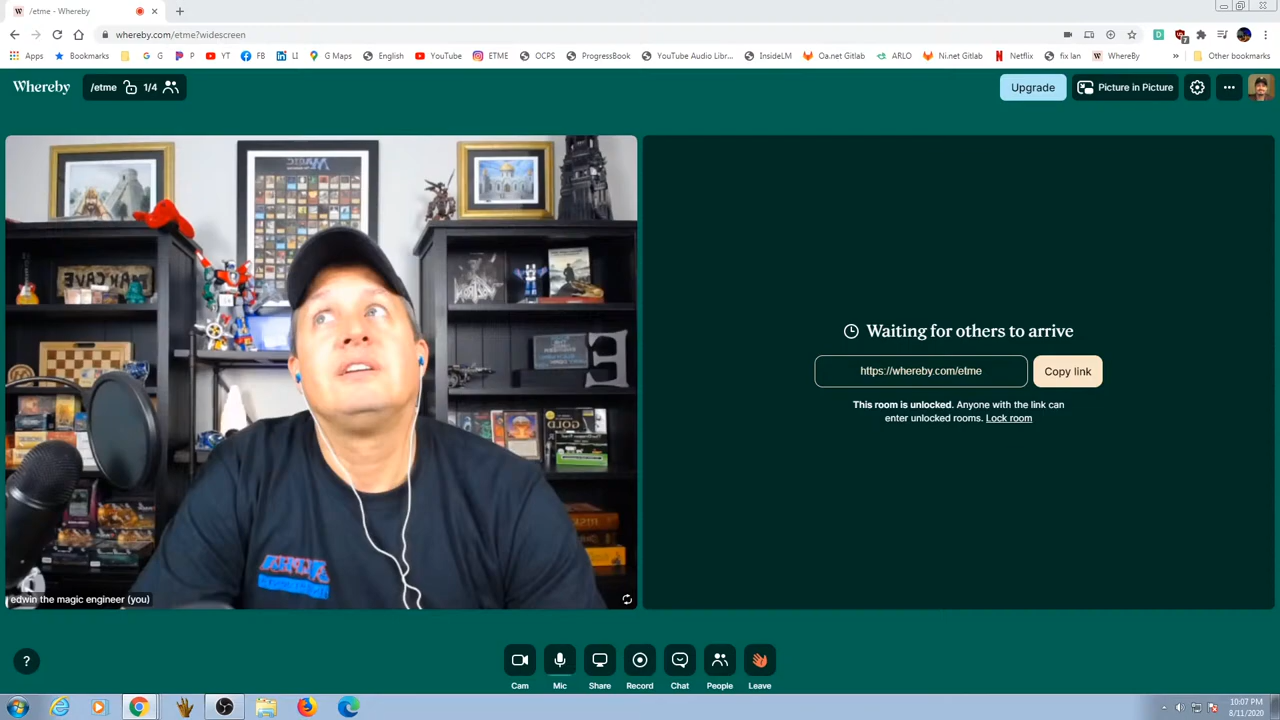 /etme - Whereby
whereby.com/etme?widescreen
Apps Bookmarks G P YT FB LI G Maps English YouTube ETME OCPS ProgressBook YouTube Audio Libr... InsideLM Oa.net Gitlab ARLO Ni.net Gitlab Netflix fix lan WhereBy » Other bookmarks
Whereby /etme 1/4 Upgrade Picture in Picture
MAN CAVE
GOLD
Waiting for others to arrive
https://whereby.com/etme Copy link
This room is unlocked. Anyone with the link can
enter unlocked rooms. Lock room
edwin the magic engineer (you)
? Cam Mic Share Record Chat People Leave
10:07 PM
8/11/2020